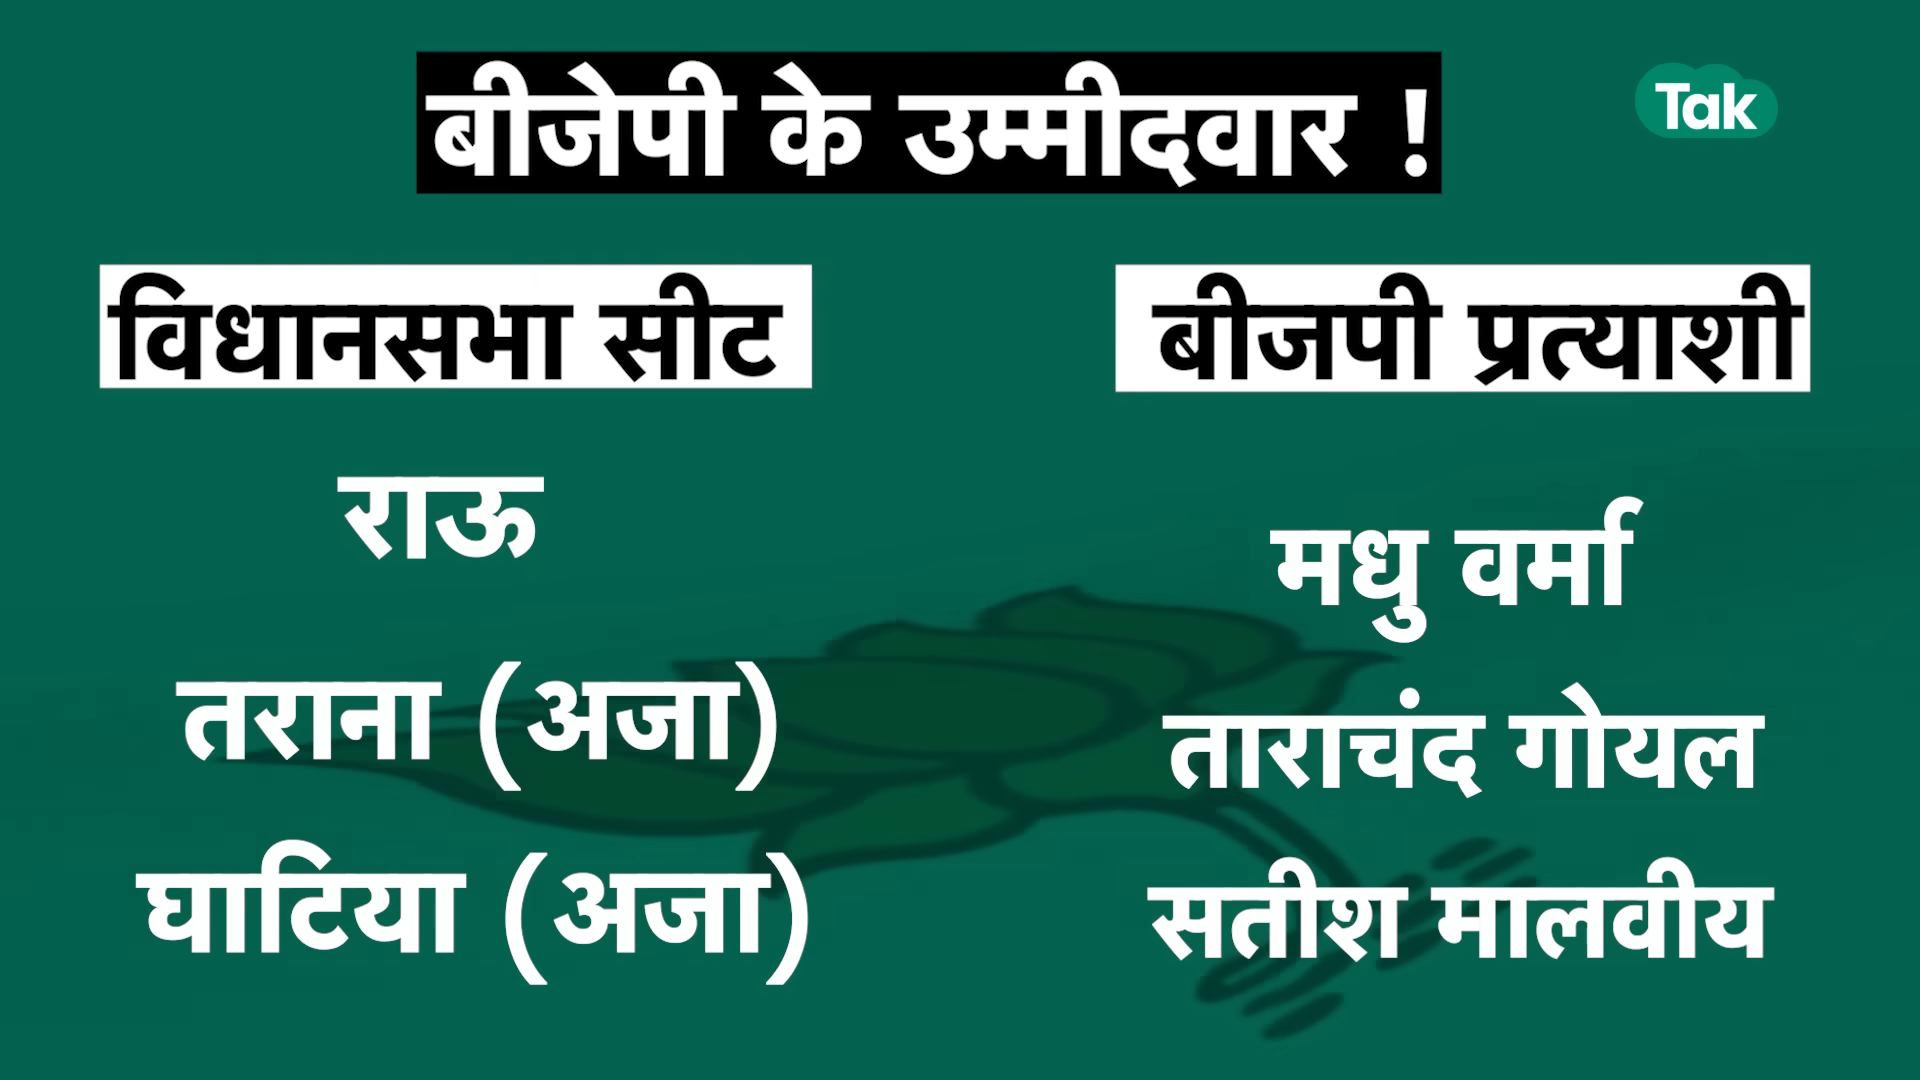 बीजेपी के उम्मीदवार !
Tak
विधानसभा सीट
बीजपी प्रत्याशी
राऊ
मधु वर्मा
तराना (अजा)
ताराचंद गोयल
घाटिया (अजा)
सतीश मालवीय